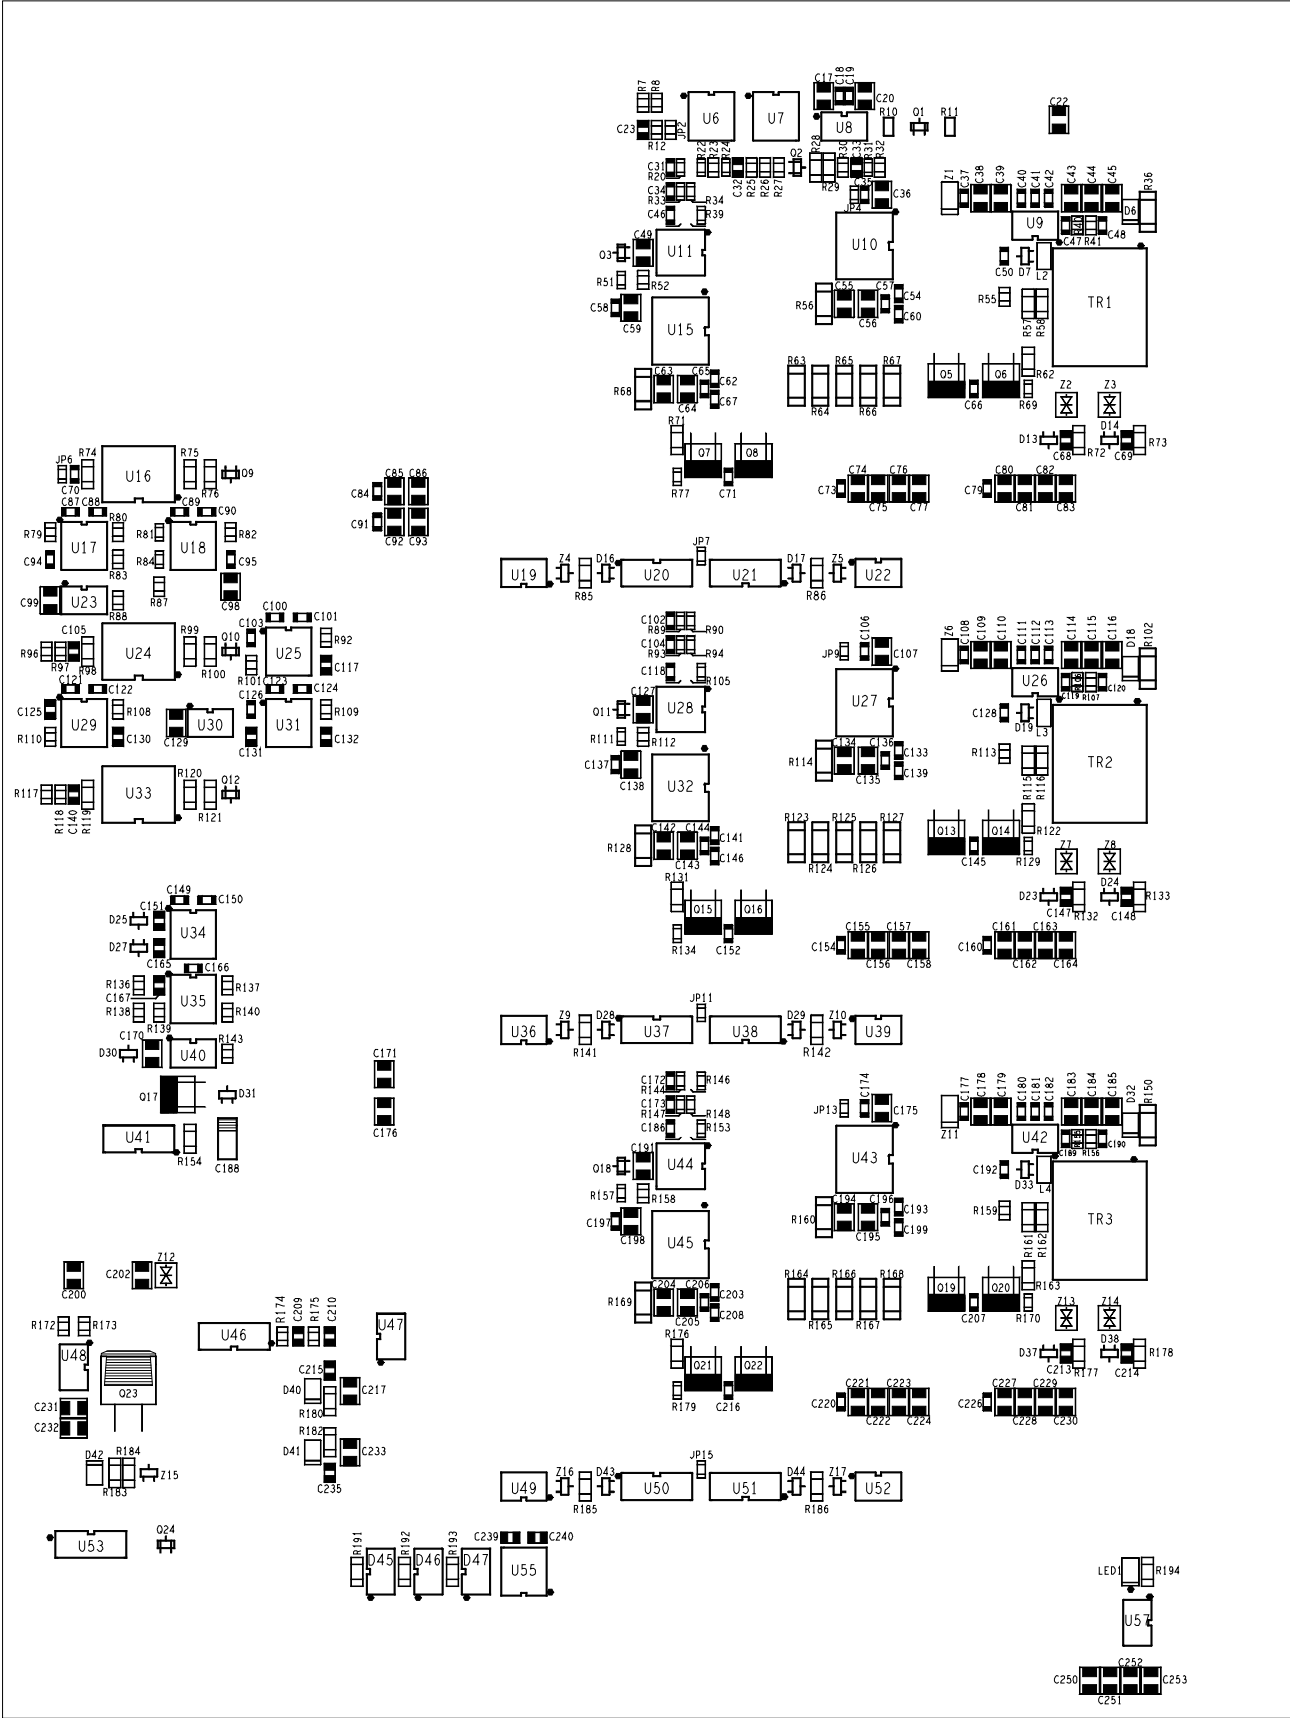 R7 R8 C17 C18 C19 C20 C22
U6 U7 U8 R10 Q1 R11
C23 R12 JP2
C31 R20 R22 R23 R24 C32 R25 R26 R27 Q2 R28 R29 R30 C33 R31 R32
C34 R33 R34 C35 C36 JP4 Z1 C37 C38 C39 C40 C41 C42 C43 C44 C45 R36
C46 R39 D6 U9 C47 R40 R41 C48
Q3 C49 U11 U10 C50 D7 L2
R51 R52 TR1
C58 C59 U15 R56 C55 C56 C57 C54 C60 R55 R57 R58
R68 C63 C64 C65 C62 C67 R63 R64 R65 R66 R67 Q5 C66 Q6 R62 R69 Z2 Z3
R71 Q7 Q8 D13 C68 R72 D14 C69 R73
JP6 C70 R74 U16 R75 R76 Q9 R77 C71
C84 C85 C86 C73 C74 C75 C76 C77 C79 C80 C81 C82 C83
C87 C88 C89 C90
R79 U17 R80 R81 U18 R82 C91 C92 C93
C94 R83 R84 C95 JP7
U19 Z4 R85 D16 U20 U21 D17 R86 Z5 U22
C99 U23 R88 R87 C98
C100 C101 C102 R89 R90
R96 R97 C105 R98 U24 R99 R100 Q10 C103 U25 R92 R101 C117
C104 R93 R94 JP9 C106 C107 Z6 C108 C109 C110 C111 C112 C113 C114 C115 C116 D18 R102
C118 R105 U26 C119 R107 C120
C121 C122 C123 C124
C125 U29 R108 C126 U31 R109 Q11 C127 U28 U27 C128 D19 L3
R110 C130 C129 U30 C131 C132 R111 R112 TR2
C137 C138 U32 R114 C134 C135 C136 C133 C139 R113 R115 R116
R117 R118 C140 R119 U33 R120 R121 Q12
R128 C142 C143 C144 C141 C146 R123 R124 R125 R126 R127 Q13 C145 Q14 R122 R129 Z7 Z8
R131 Q15 Q16 D23 C147 R132 D24 C148 R133
C149 C150
D25 C151 U34 R134 C152 C154 C155 C156 C157 C158 C160 C161 C162 C163 C164
D27 C165 C166
R136 C167 U35 R137
R138 R139 R140 JP11
U36 Z9 R141 D28 U37 U38 D29 R142 Z10 U39
C170 D30 U40 R143
C171 C172 R144 R146
Q17 D31 C173 R147 R148 JP13 C174 C175 Z11 C177 C178 C179 C180 C181 C182 C183 C184 C185 D32 R150
C176 C186 R153
U41 R154 C188 U42 C189 R156 C190
Q18 C191 U44 U43 C192 D33 L4
R157 R158 TR3
C197 C198 U45 R160 C194 C195 C196 C193 C199 R159 R161 R162
C200 C202 Z12
R169 C204 C205 C206 C203 C208 R164 R165 R166 R167 R168 Q19 C207 Q20 R163 R170 Z13 Z14
R172 R173 U46 R174 C209 R175 C210 U47
U48 Q23 R176 Q21 Q22 D37 C213 R177 D38 C214 R178
C215 D40 R180 C217 R179 C216
C231 C232 C220 C221 C222 C223 C224 C226 C227 C228 C229 C230
R182 D41 C233 C235
D42 R183 R184 Z15 JP15
U49 Z16 R185 D43 U50 U51 D44 R186 Z17 U52
U53 Q24
R191 D45 R192 D46 R193 D47 C239 C240 U55
LED1 R194
U57
C250 C251 C252 C253